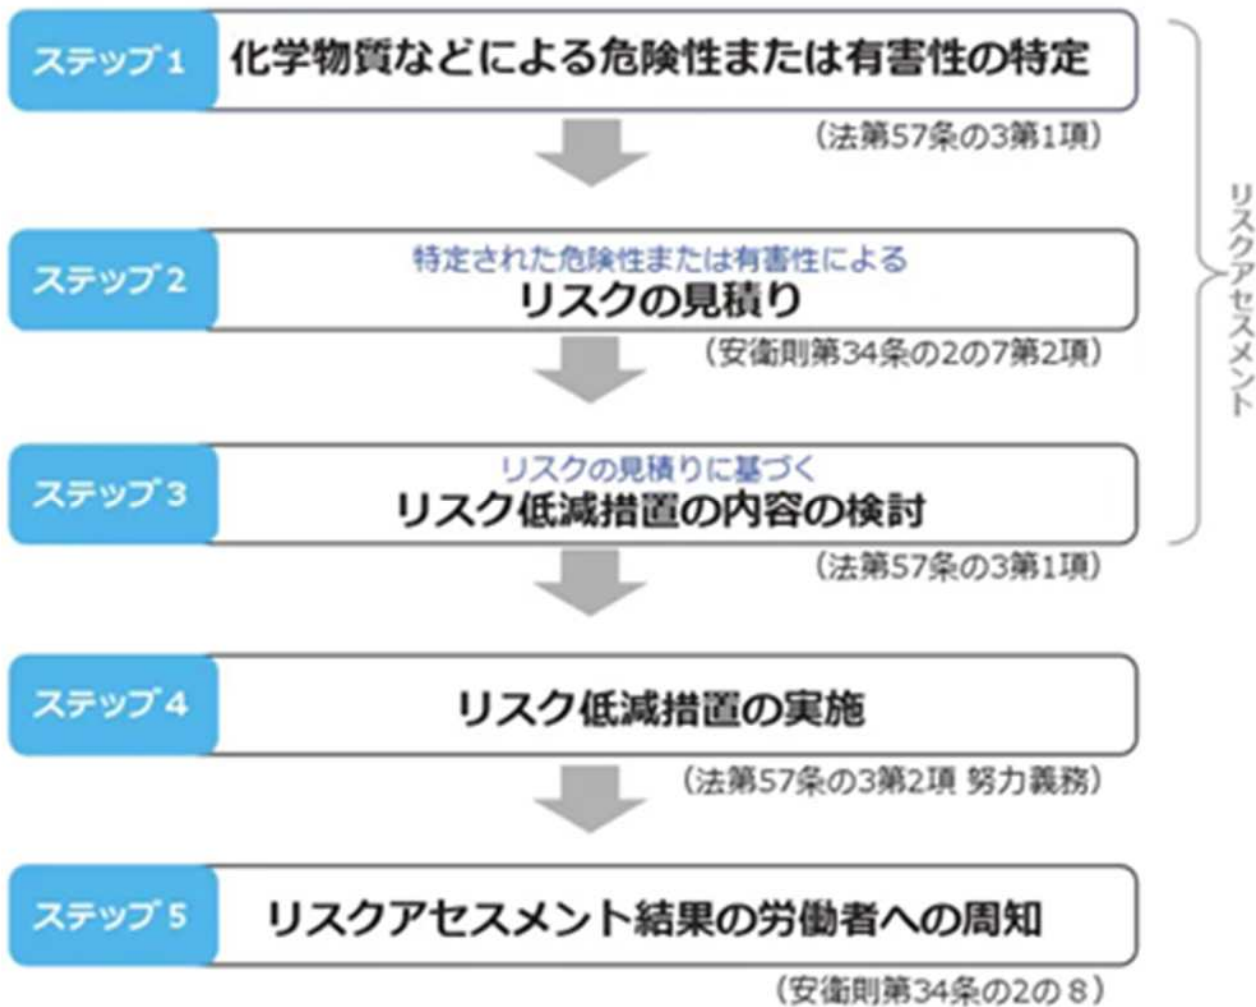 ステップ1
化学物質などによる危険性または有害性の特定
(法第57条の3第1項)
ステップ2
特定された危険性または有害性による
リスクの見積り
(安衛則第34条の2の7第2項)
ステップ3
リスクの見積りに基づく
リスク低減措置の内容の検討
(法第57条の3第1項)
リスクアセスメント
ステップ4
リスク低減措置の実施
(法第57条の3第2項 努力義務)
ステップ5
リスクアセスメント結果の労働者への周知
(安衛則第34条の2の8)